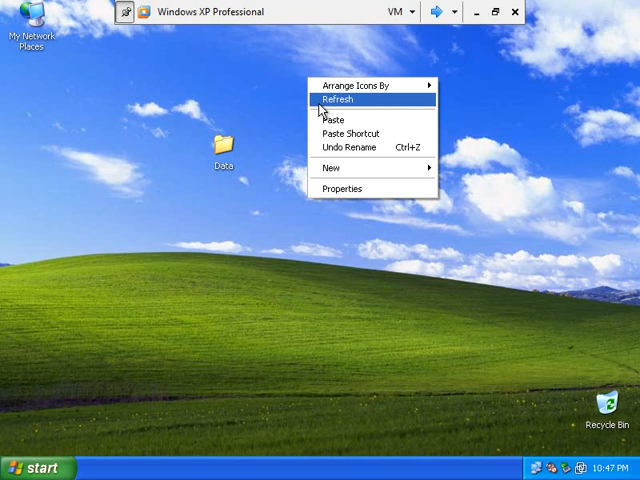 Windows XP Professional
VM
My Network
Places
Arrange Icons By
Refresh
Paste
Paste Shortcut
Undo Rename Ctrl+Z
New
Properties
Data
Recycle Bin
start
10:47 PM